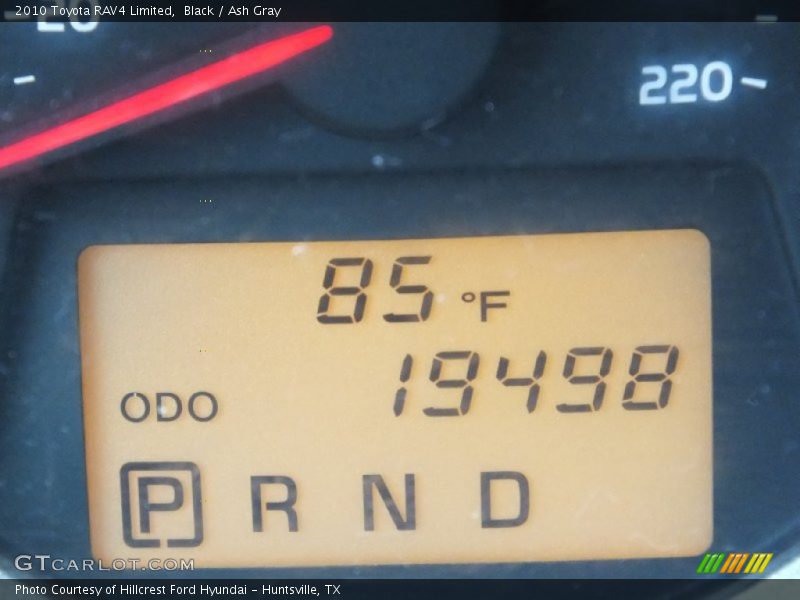 2010 Toyota RAV4 Limited,  Black / Ash Gray
220
85 °F
ODO 19498
P R N D
GTCARLOT.COM
Photo Courtesy of Hillcrest Ford Hyundai - Huntsville, TX